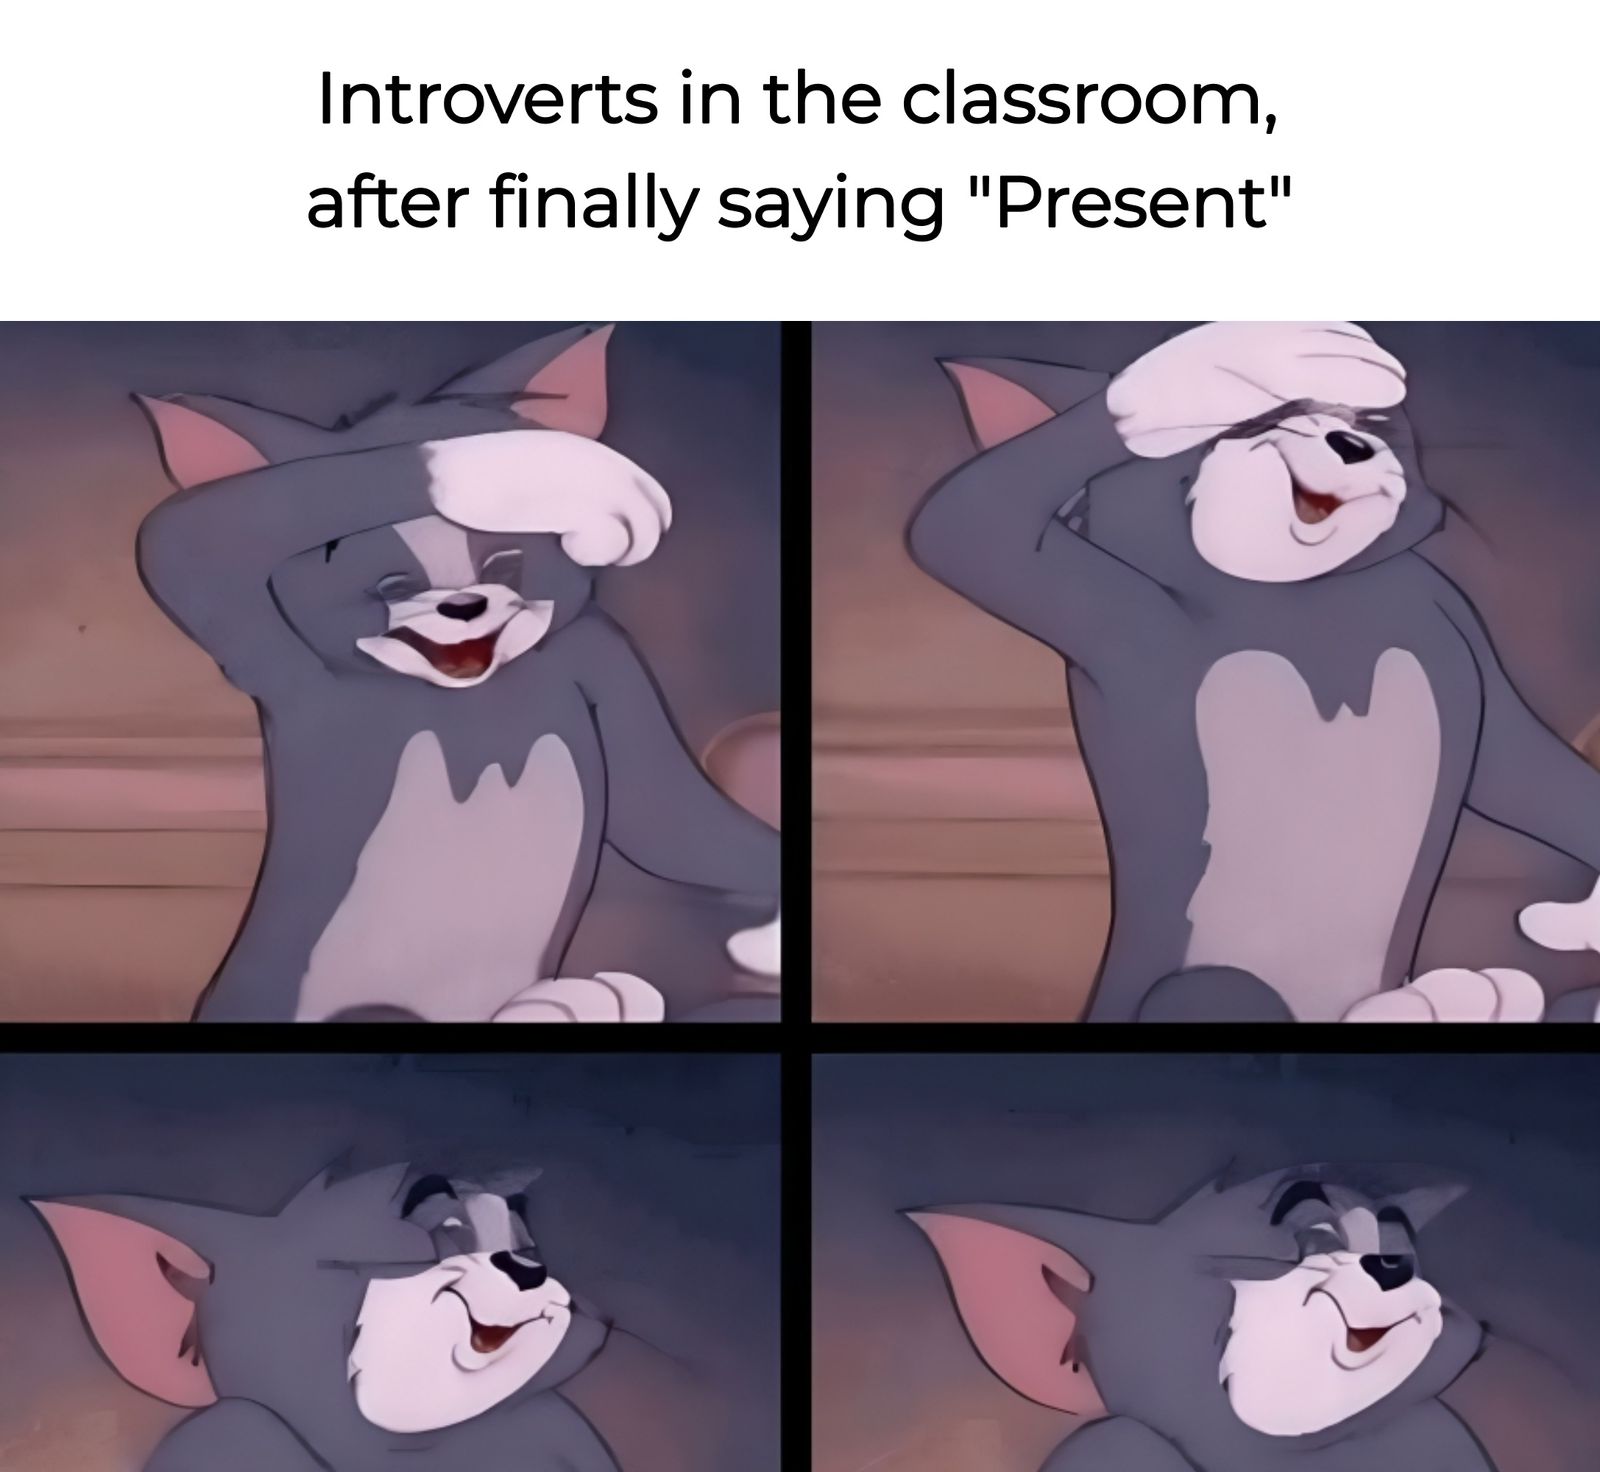 Introverts in the classroom,
after finally saying "Present"